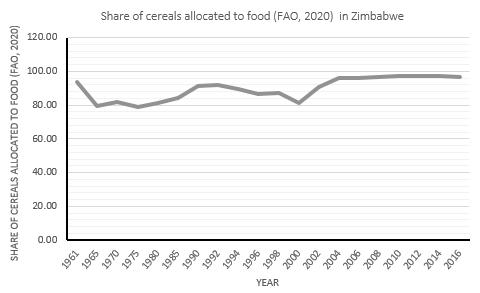 Share of cereals allocated to food (FAO, 2020)  in Zimbabwe
SHARE OF CEREALS ALLOCATED TO FOOD (FAO, 2020)
120.00
100.00
80.00
60.00
40.00
20.00
0.00
1961 1965 1970 1975 1980 1985 1990 1992 1994 1996 1998 2000 2002 2004 2006 2008 2010 2012 2014 2016
YEAR